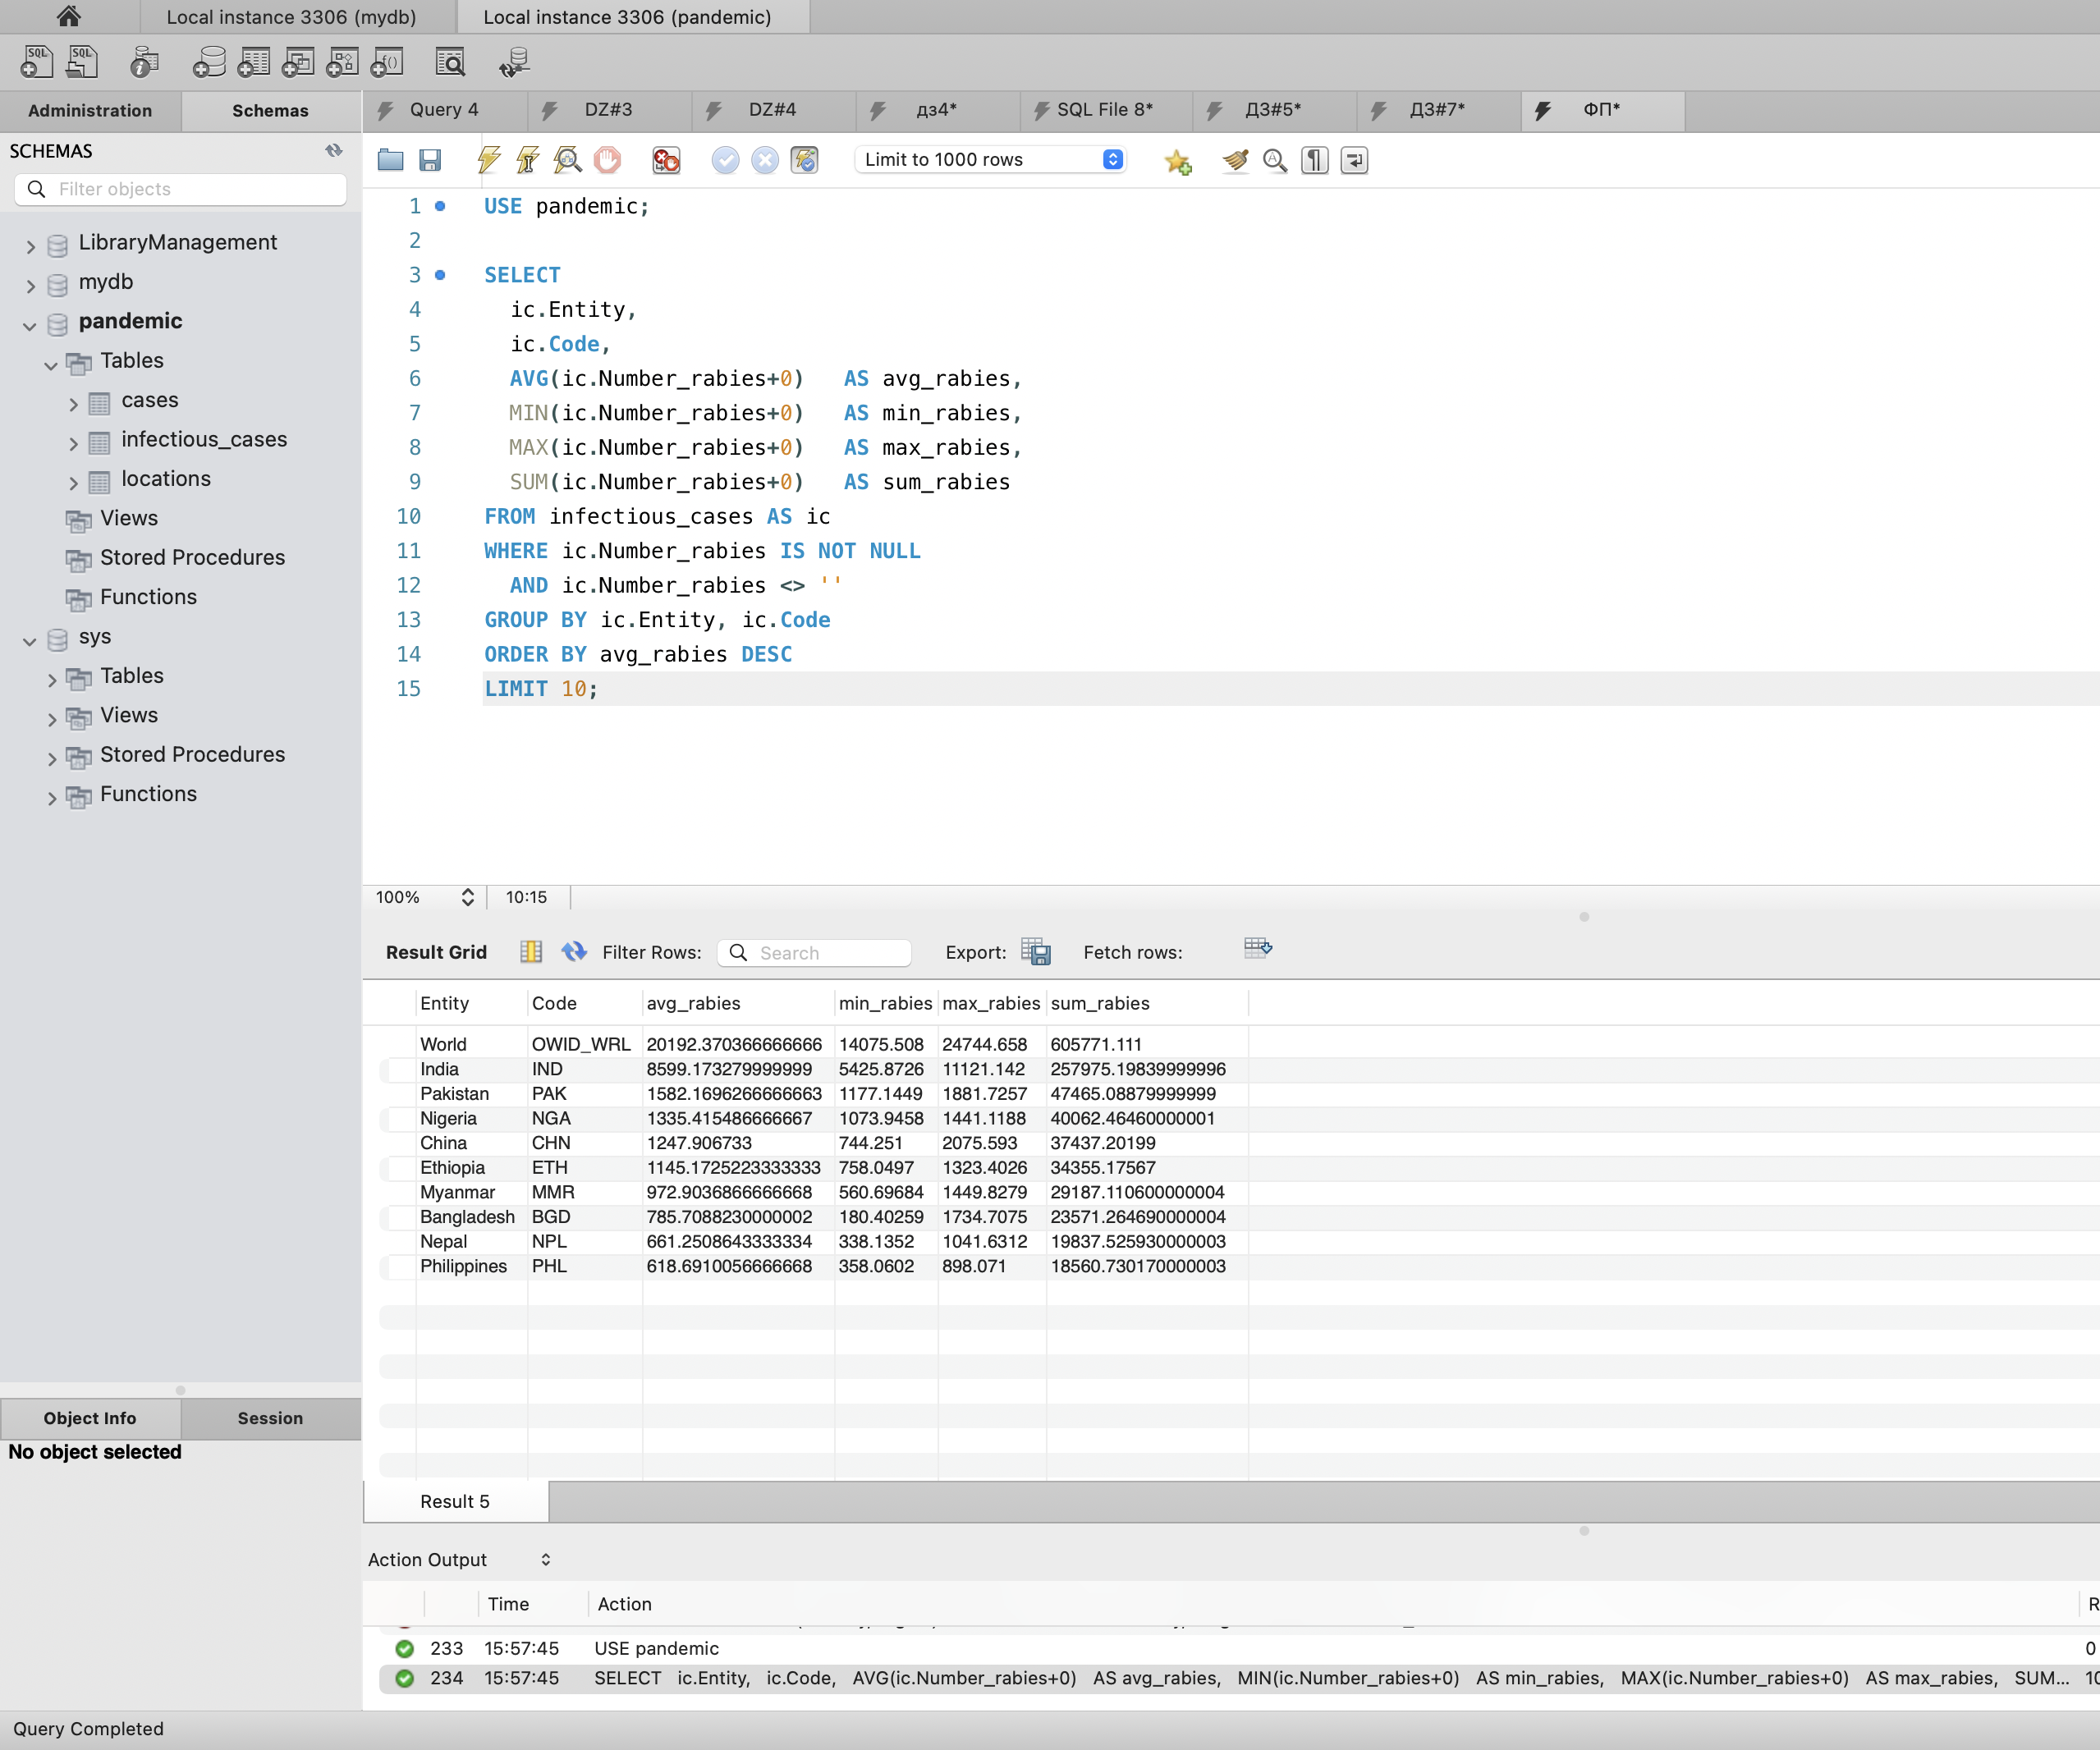 Local instance 3306 (mydb)
Local instance 3306 (pandemic)
Administration
Schemas
Query 4
DZ#3
DZ#4
дз4*
SQL File 8*
ДЗ#5*
ДЗ#7*
ФП*
SCHEMAS
Filter objects
LibraryManagement
mydb
pandemic
Tables
cases
infectious_cases
locations
Views
Stored Procedures
Functions
sys
Tables
Views
Stored Procedures
Functions
Object Info
Session
No object selected
Limit to 1000 rows
1 USE pandemic;
2
3 SELECT
4 ic.Entity,
5 ic.Code,
6 AVG(ic.Number_rabies+0) AS avg_rabies,
7 MIN(ic.Number_rabies+0) AS min_rabies,
8 MAX(ic.Number_rabies+0) AS max_rabies,
9 SUM(ic.Number_rabies+0) AS sum_rabies
10 FROM infectious_cases AS ic
11 WHERE ic.Number_rabies IS NOT NULL
12 AND ic.Number_rabies <> ''
13 GROUP BY ic.Entity, ic.Code
14 ORDER BY avg_rabies DESC
15 LIMIT 10;
100% 10:15
Result Grid Filter Rows: Search Export: Fetch rows:
Entity Code avg_rabies min_rabies max_rabies sum_rabies
World OWID_WRL 20192.370366666666 14075.508 24744.658 605771.111
India IND 8599.173279999999 5425.8726 11121.142 257975.19839999996
Pakistan PAK 1582.1696266666663 1177.1449 1881.7257 47465.08879999999
Nigeria NGA 1335.415486666667 1073.9458 1441.1188 40062.46460000001
China CHN 1247.906733 744.251 2075.593 37437.20199
Ethiopia ETH 1145.1725223333333 758.0497 1323.4026 34355.17567
Myanmar MMR 972.9036866666668 560.69684 1449.8279 29187.110600000004
Bangladesh BGD 785.7088230000002 180.40259 1734.7075 23571.264690000004
Nepal NPL 661.2508643333334 338.1352 1041.6312 19837.525930000003
Philippines PHL 618.6910056666668 358.0602 898.071 18560.730170000003
Result 5
Action Output
Time Action R
233 15:57:45 USE pandemic 0
234 15:57:45 SELECT ic.Entity, ic.Code, AVG(ic.Number_rabies+0) AS avg_rabies, MIN(ic.Number_rabies+0) AS min_rabies, MAX(ic.Number_rabies+0) AS max_rabies, SUM... 10
Query Completed